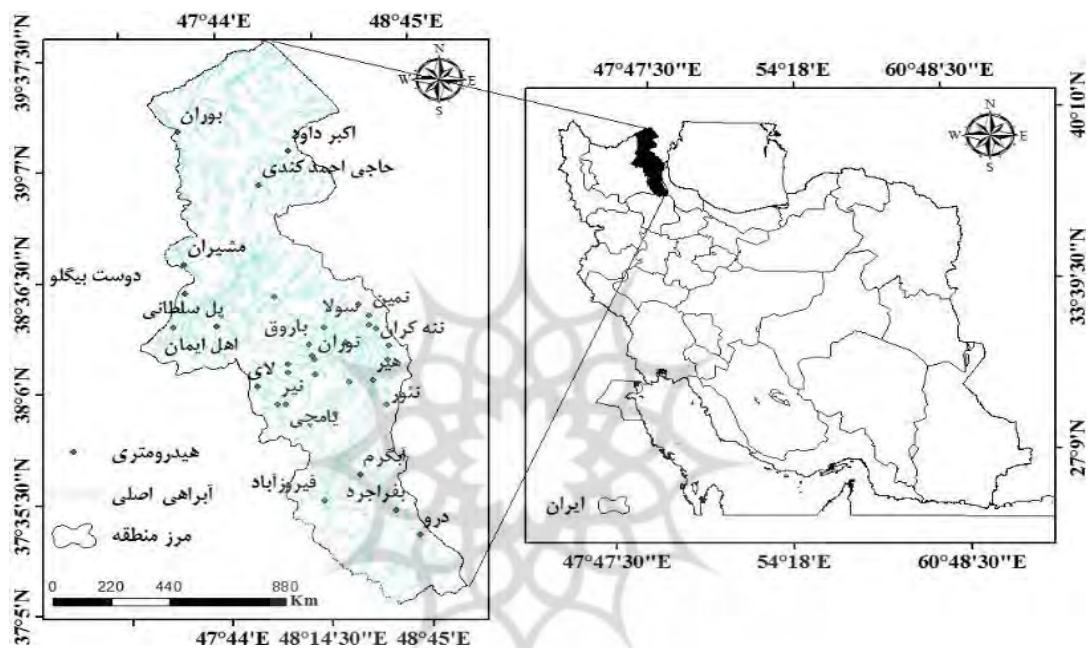 47°44'E 48°45'E
39°37'30"N
39°7'N
38°36'30"N
38°6'N
37°35'30"N
37°5'N
N
W E
S
بوران
اکبر داود
حاجی احمد کندی
مشیران
دوست بیگلو
پل سلطانی
سولا
نمین
ننه کران
باروق
اهل ایمان
توران
لای
هیر
نیر
نئور
یامچی
هیدرومتری
آبراهی اصلی
مرز منطقه
آبگرم
فیروزآباد
بفراجرد
درو
0 220 440 880
Km
47°44'E 48°14'30"E 48°45'E
47°47'30"E 54°18'E 60°48'30"E
40°01'N
33°39'30"N
27°9'N
N
W E
S
ایران
47°47'30"E 54°18'E 60°48'30"E